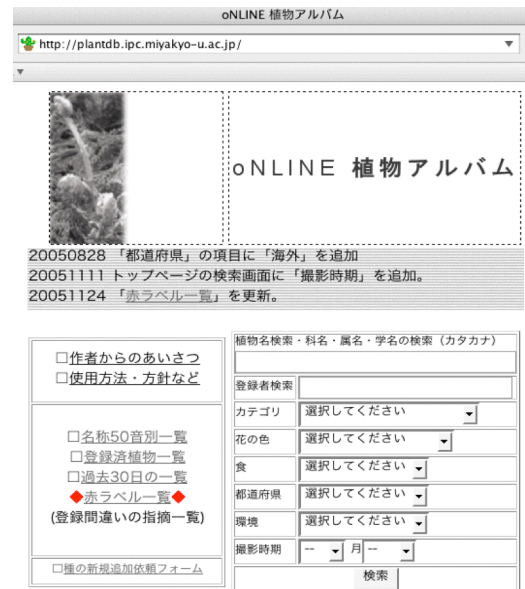 oNLINE 植物アルバム
http://plantdb.ipc.miyakyo-u.ac.jp/
oNLINE 植物アルバム
20050828 「都道府県」の項目に「海外」を追加
20051111 トップページの検索画面に「撮影時期」を追加。
20051124 「赤ラベル一覧」を更新。
□作者からのあいさつ
□使用方法・方針など
□名称50音別一覧
□登録済植物一覧
□過去30日の一覧
◆赤ラベル一覧◆
(登録間違いの指摘一覧)
□種の新規追加依頼フォーム
植物名検索・科名・属名・学名の検索（カタカナ）
登録者検索
カテゴリ 選択してください
花の色 選択してください
食 選択してください
都道府県 選択してください
環境 選択してください
撮影時期 -- 月 --
検索